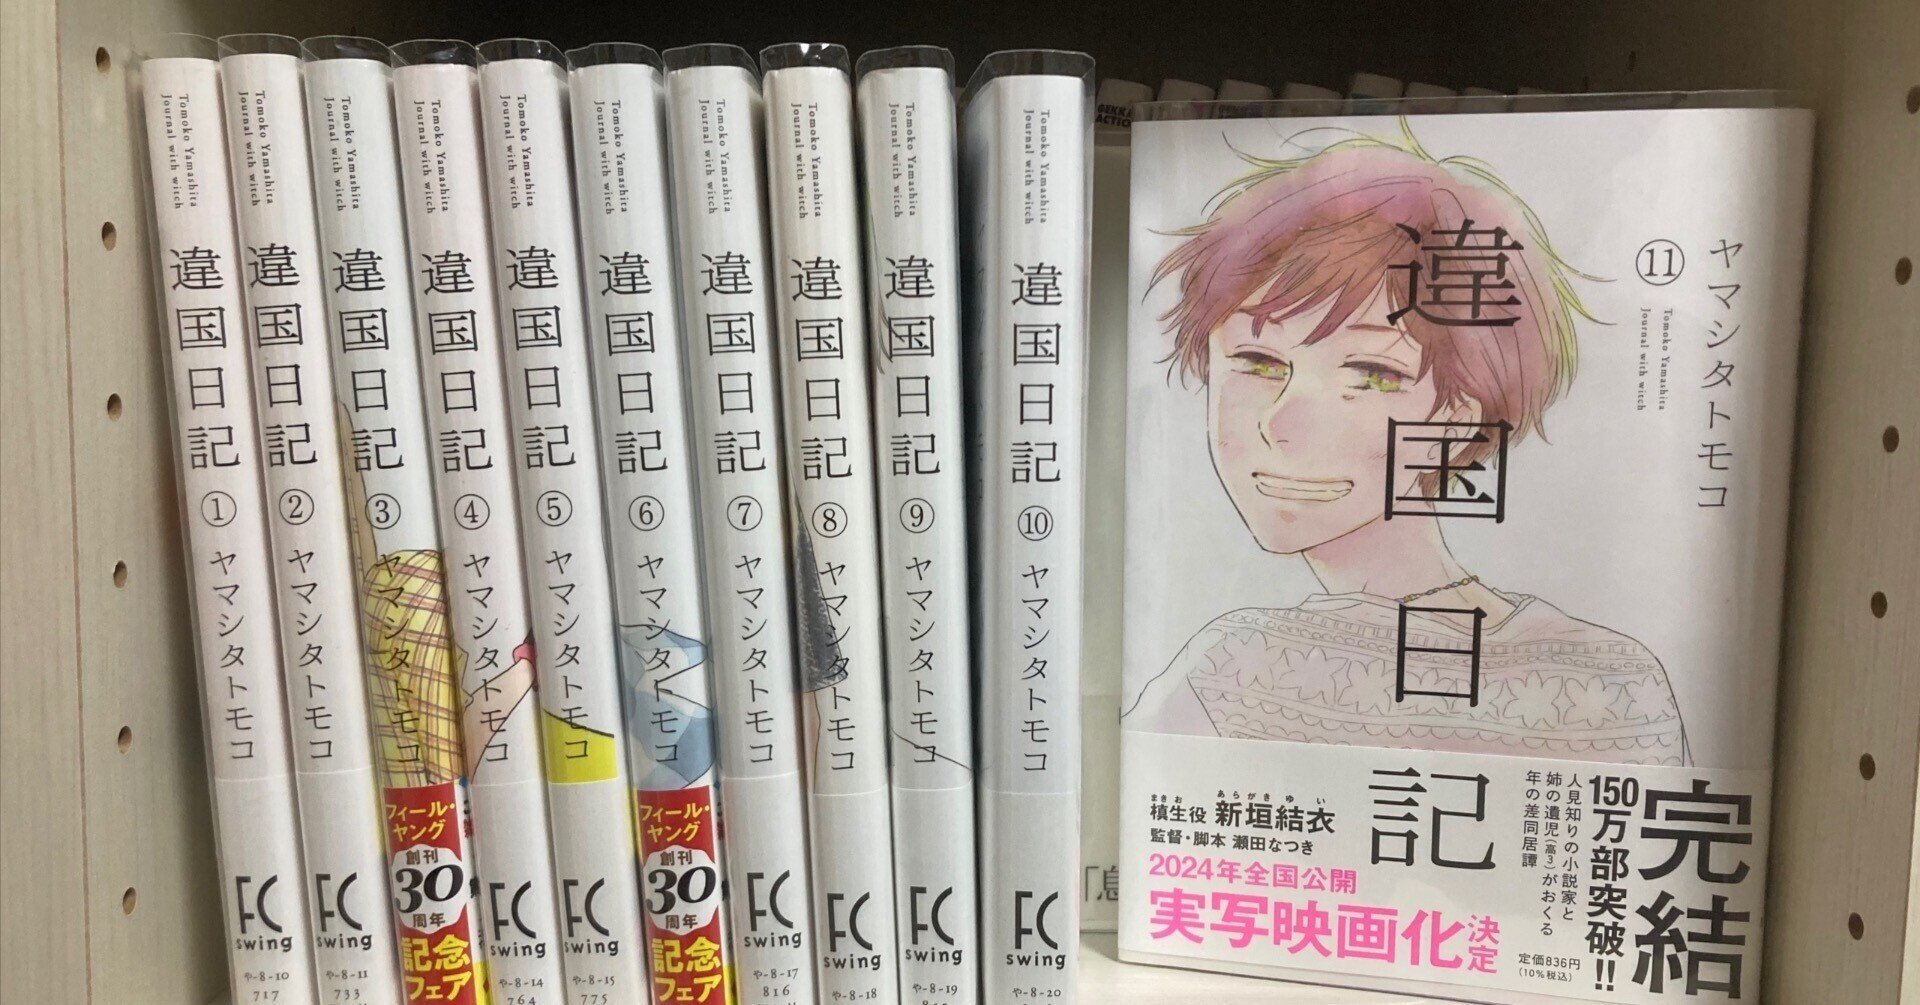 Tomoko Yamashita
Journal with witch
違国日記
①
ヤマシタトモコ
FC
swing
や-8-10
717
Tomoko Yamashita
Journal with witch
違国日記
②
ヤマシタトモコ
FC
swing
や-8-11
733
Tomoko Yamashita
Journal with witch
違国日記
③
ヤマシタトモコ
フィール・
ヤング
創刊
30
周年
記念
フェア
Tomoko Yamashita
Journal with witch
違国日記
④
ヤマシタトモコ
FC
swing
や-8-14
764
Tomoko Yamashita
Journal with witch
違国日記
⑤
ヤマシタトモコ
FC
swing
や-8-15
775
Tomoko Yamashita
Journal with witch
違国日記
⑥
ヤマシタトモコ
フィール・
ヤング
創刊
30
周年
記念
フェア
Tomoko Yamashita
Journal with witch
違国日記
⑦
ヤマシタトモコ
FC
swing
や-8-17
816
Tomoko Yamashita
Journal with witch
違国日記
⑧
ヤマシタトモコ
FC
swing
や-8-18
Tomoko Yamashita
Journal with witch
違国日記
⑨
ヤマシタトモコ
FC
swing
や-8-19
Tomoko Yamashita
Journal with witch
違国日記
⑩
ヤマシタトモコ
FC
swing
や-8-20
ヤマシタトモコ
⑪
Tomoko Yamashita
Journal with witch
違国日記
完結
150万部突破!!
人見知りの小説家と
姉の遺児(高3)がおくる
年の差同居譚
定価836円
(10%税込)
まきお あらがきゆい
槙生役 新垣結衣
監督・脚本 瀬田なつき
2024年全国公開
実写映画化決定